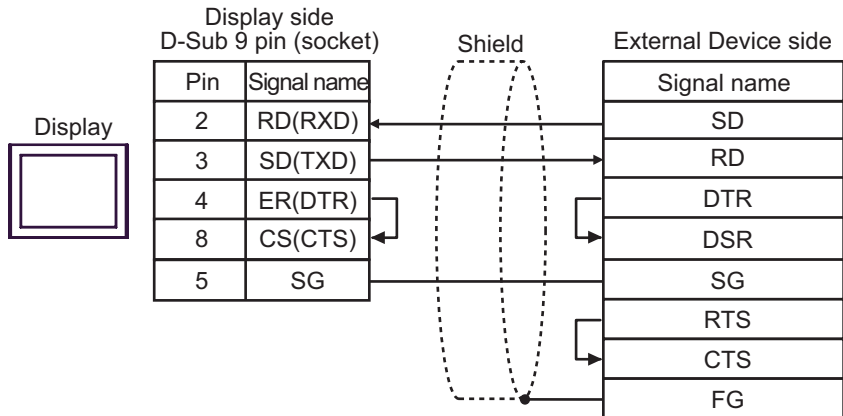 Display side
D-Sub 9 pin (socket)
Shield
External Device side
Display
Pin Signal name
Signal name
2 RD(RXD) SD
3 SD(TXD) RD
4 ER(DTR) DTR
8 CS(CTS) DSR
5 SG SG
RTS
CTS
FG